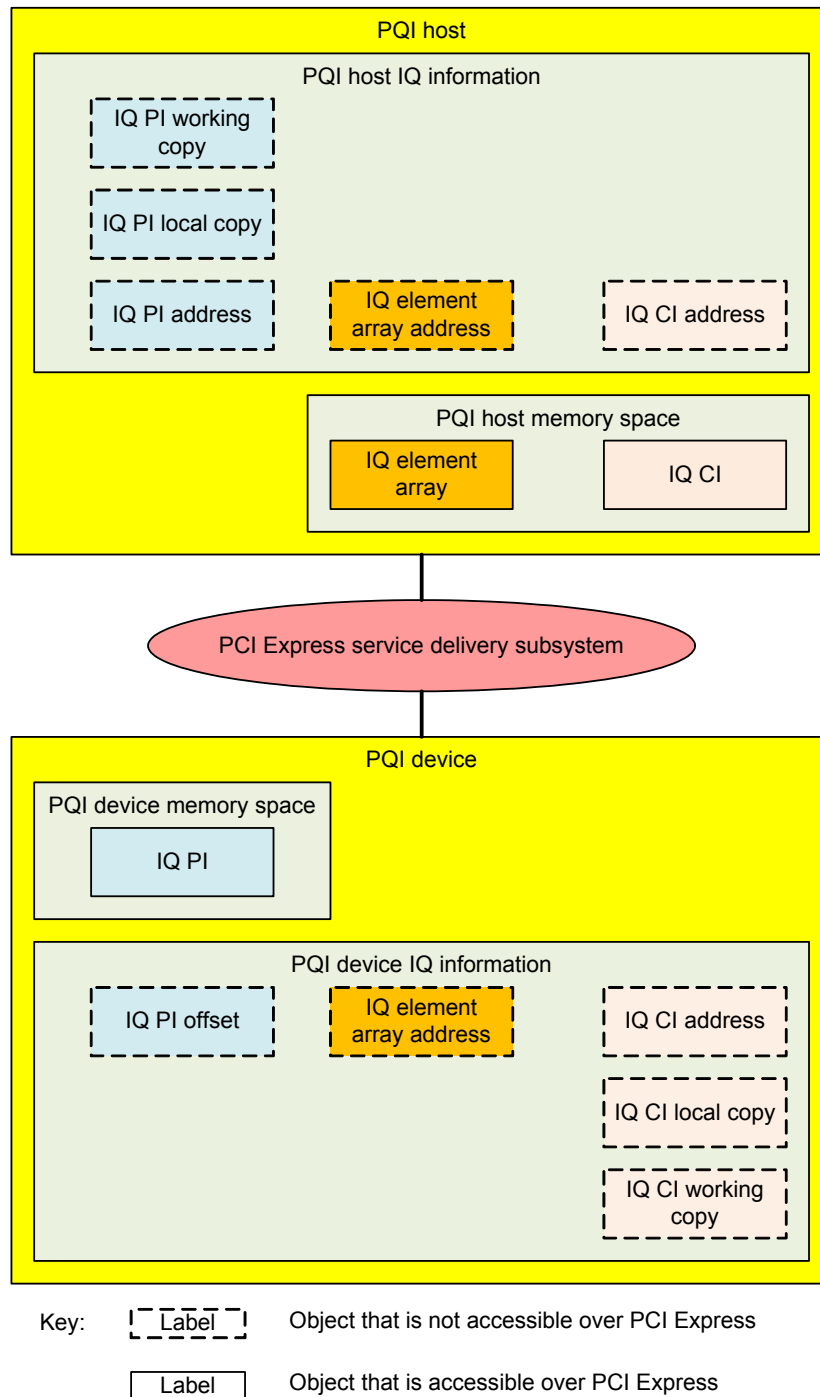 PQI host
PQI host IQ information
IQ PI working
copy
IQ PI local copy
IQ PI address
IQ element
array address
IQ CI address
PQI host memory space
IQ element
array
IQ CI
PCI Express service delivery subsystem
PQI device
PQI device memory space
IQ PI
PQI device IQ information
IQ PI offset
IQ element
array address
IQ CI address
IQ CI local copy
IQ CI working
copy
Key:
Label
Object that is not accessible over PCI Express
Label
Object that is accessible over PCI Express